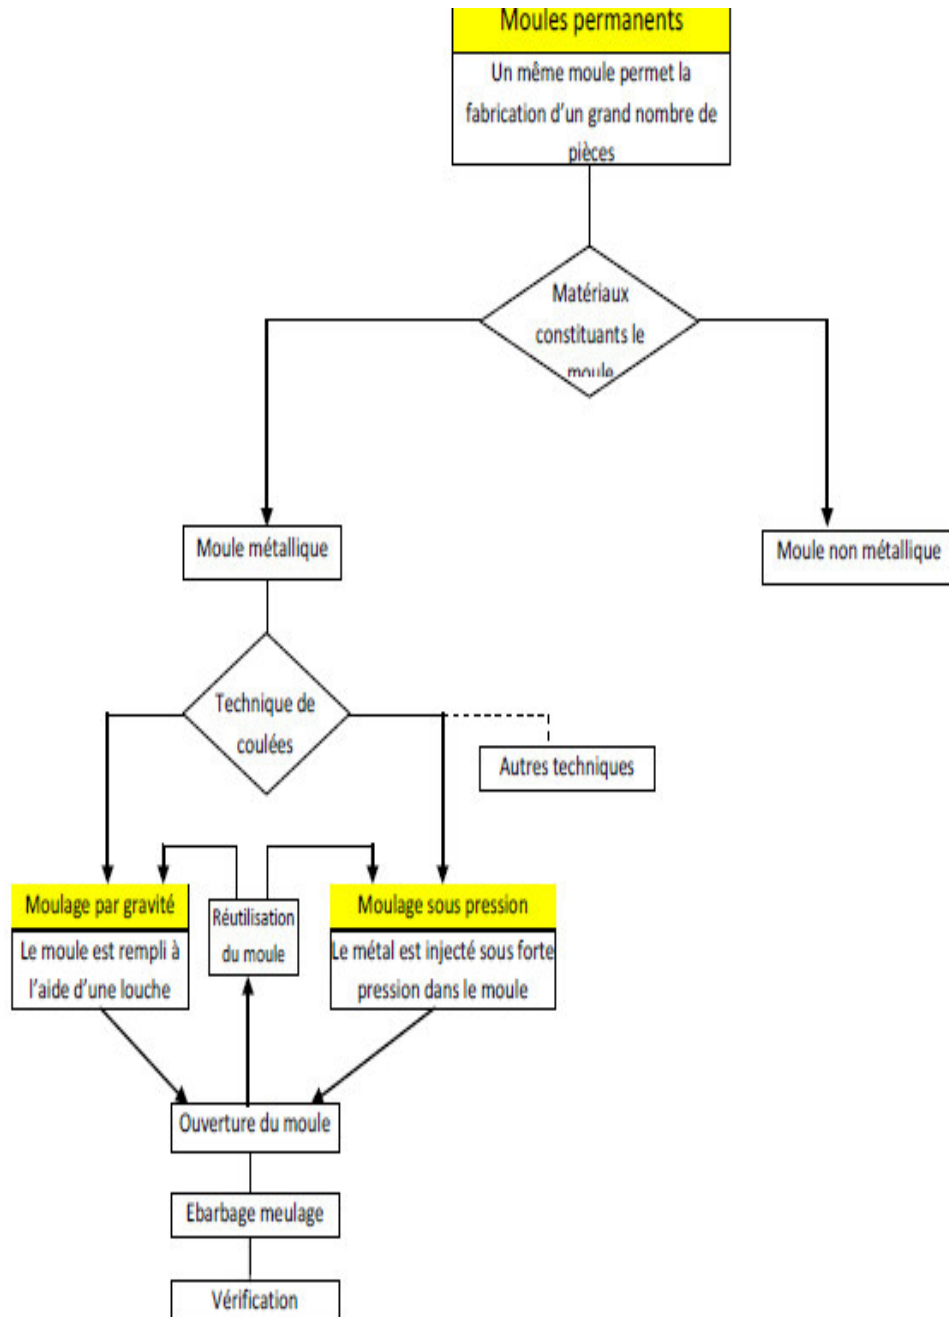 Moules permanents
Un même moule permet la
fabrication d'un grand nombre de
pièces
Matériaux
constituants le
moule
Moule métallique
Moule non métallique
Technique de
coulées
Autres techniques
Moulage par gravité
Le moule est rempli à
l'aide d'une louche
Réutilisation
du moule
Moulage sous pression
Le métal est injecté sous forte
pression dans le moule
Ouverture du moule
Ebarbage meulage
Vérification